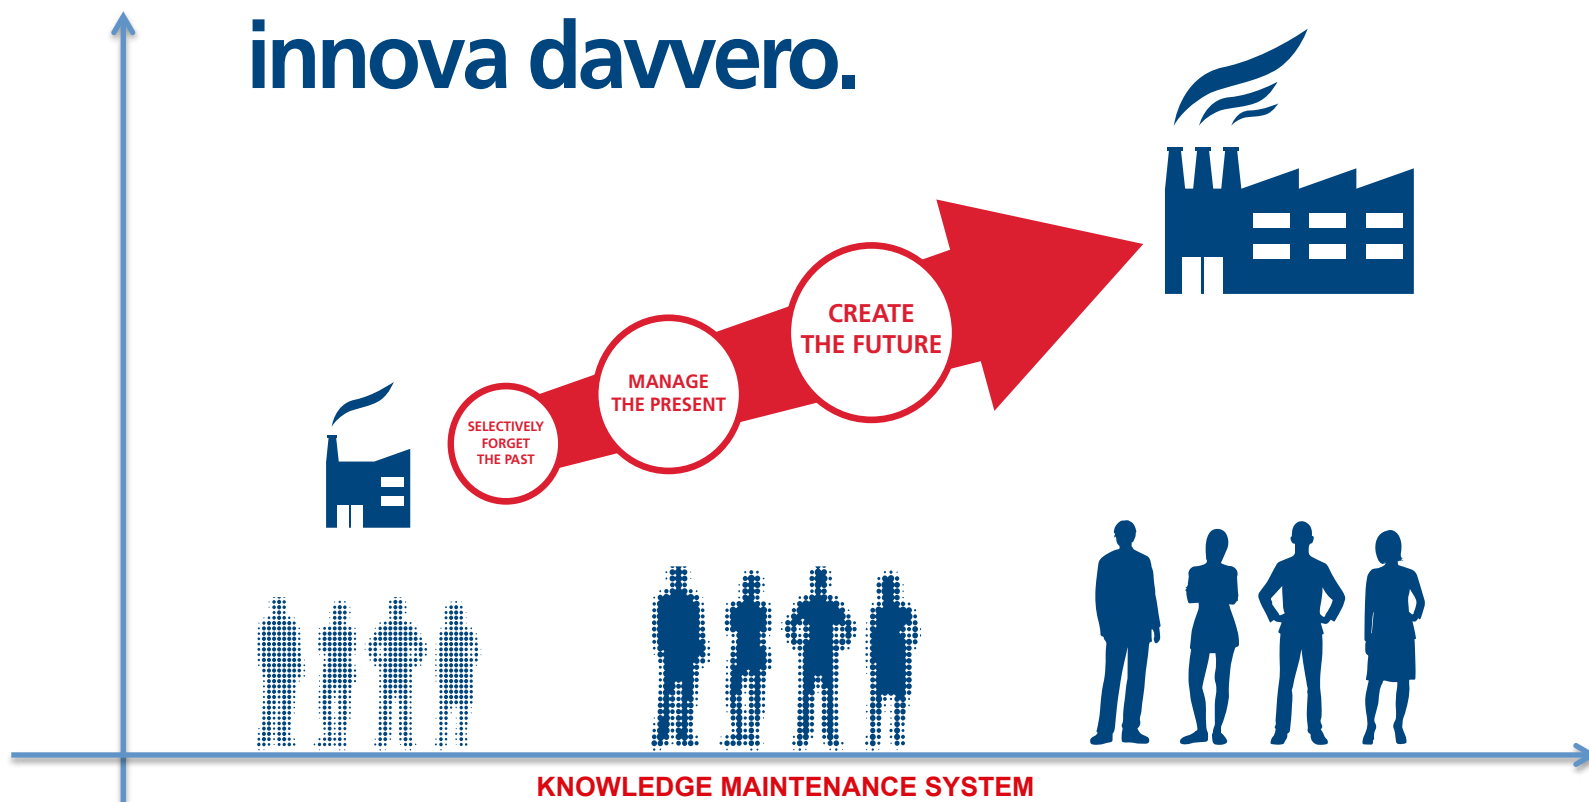 innova davvero.
CREATE
THE FUTURE
MANAGE
THE PRESENT
SELECTIVELY
FORGET
THE PAST
KNOWLEDGE MAINTENANCE SYSTEM